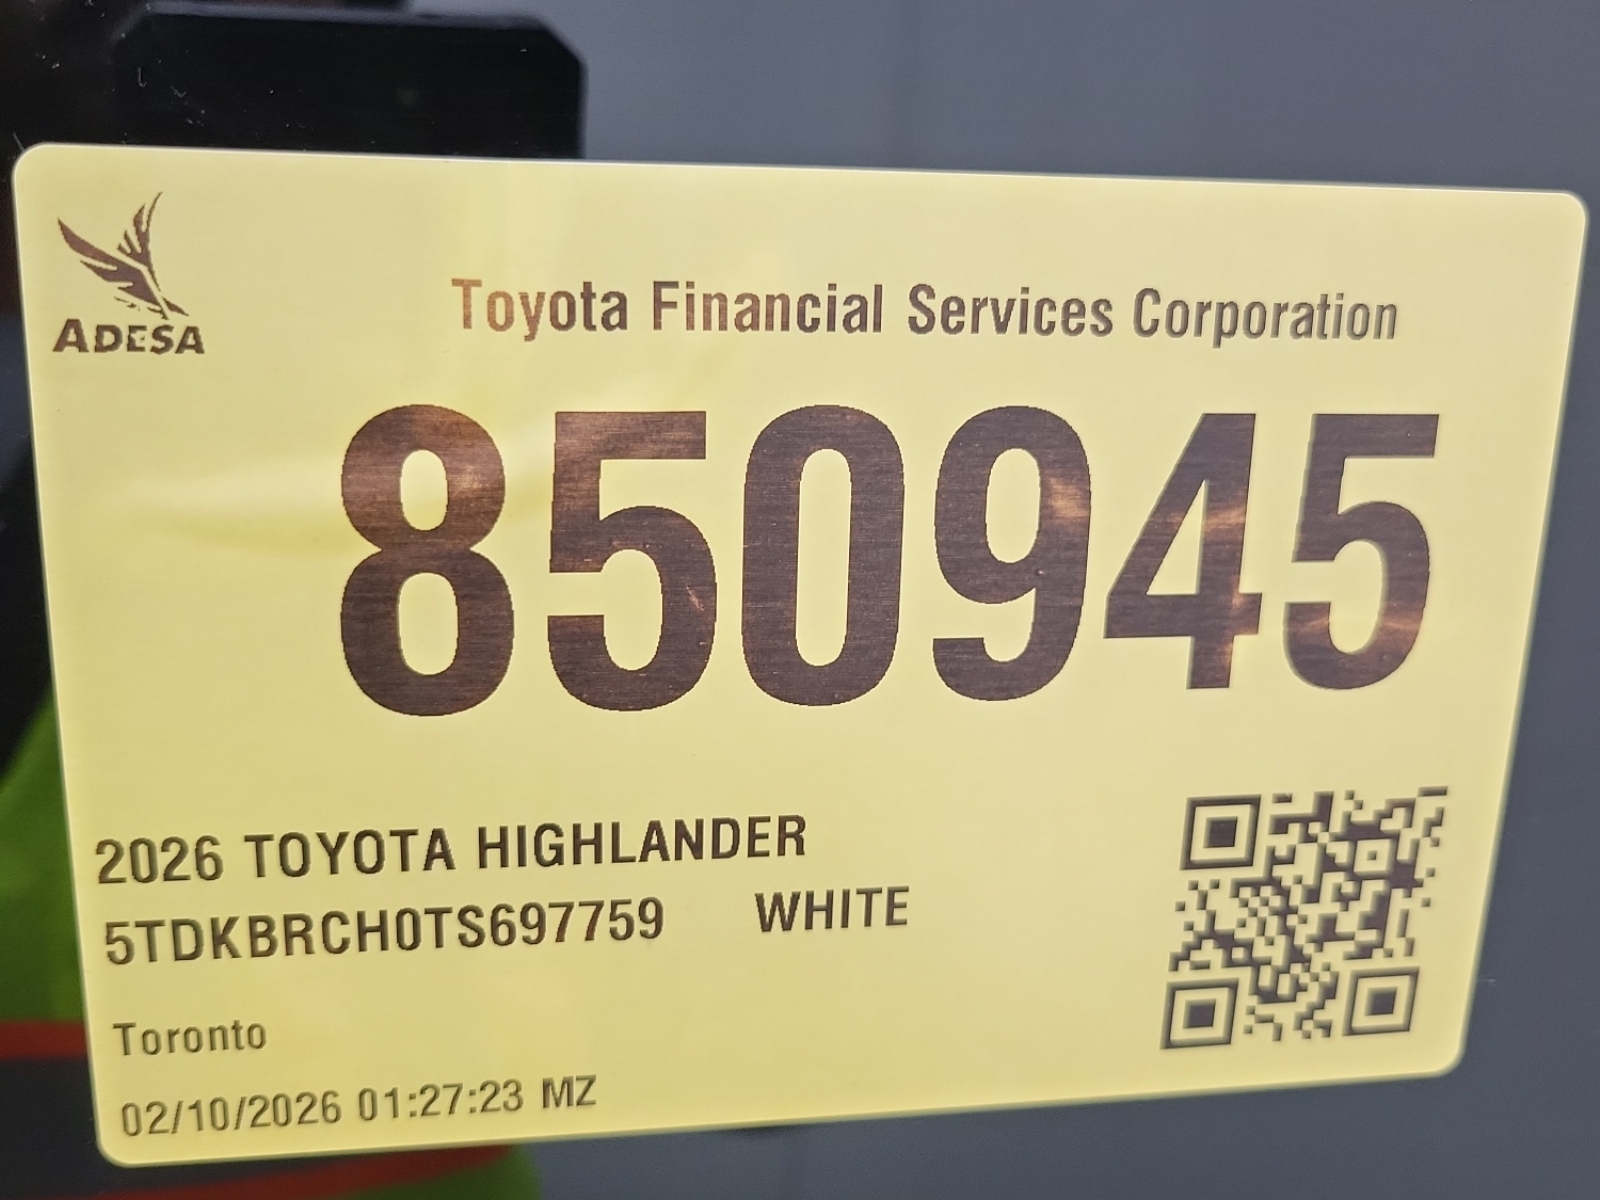 ADESA
Toyota Financial Services Corporation
850945
2026 TOYOTA HIGHLANDER
5TDKBRCH0TS697759 WHITE
Toronto
02/10/2026 01:27:23 MZ